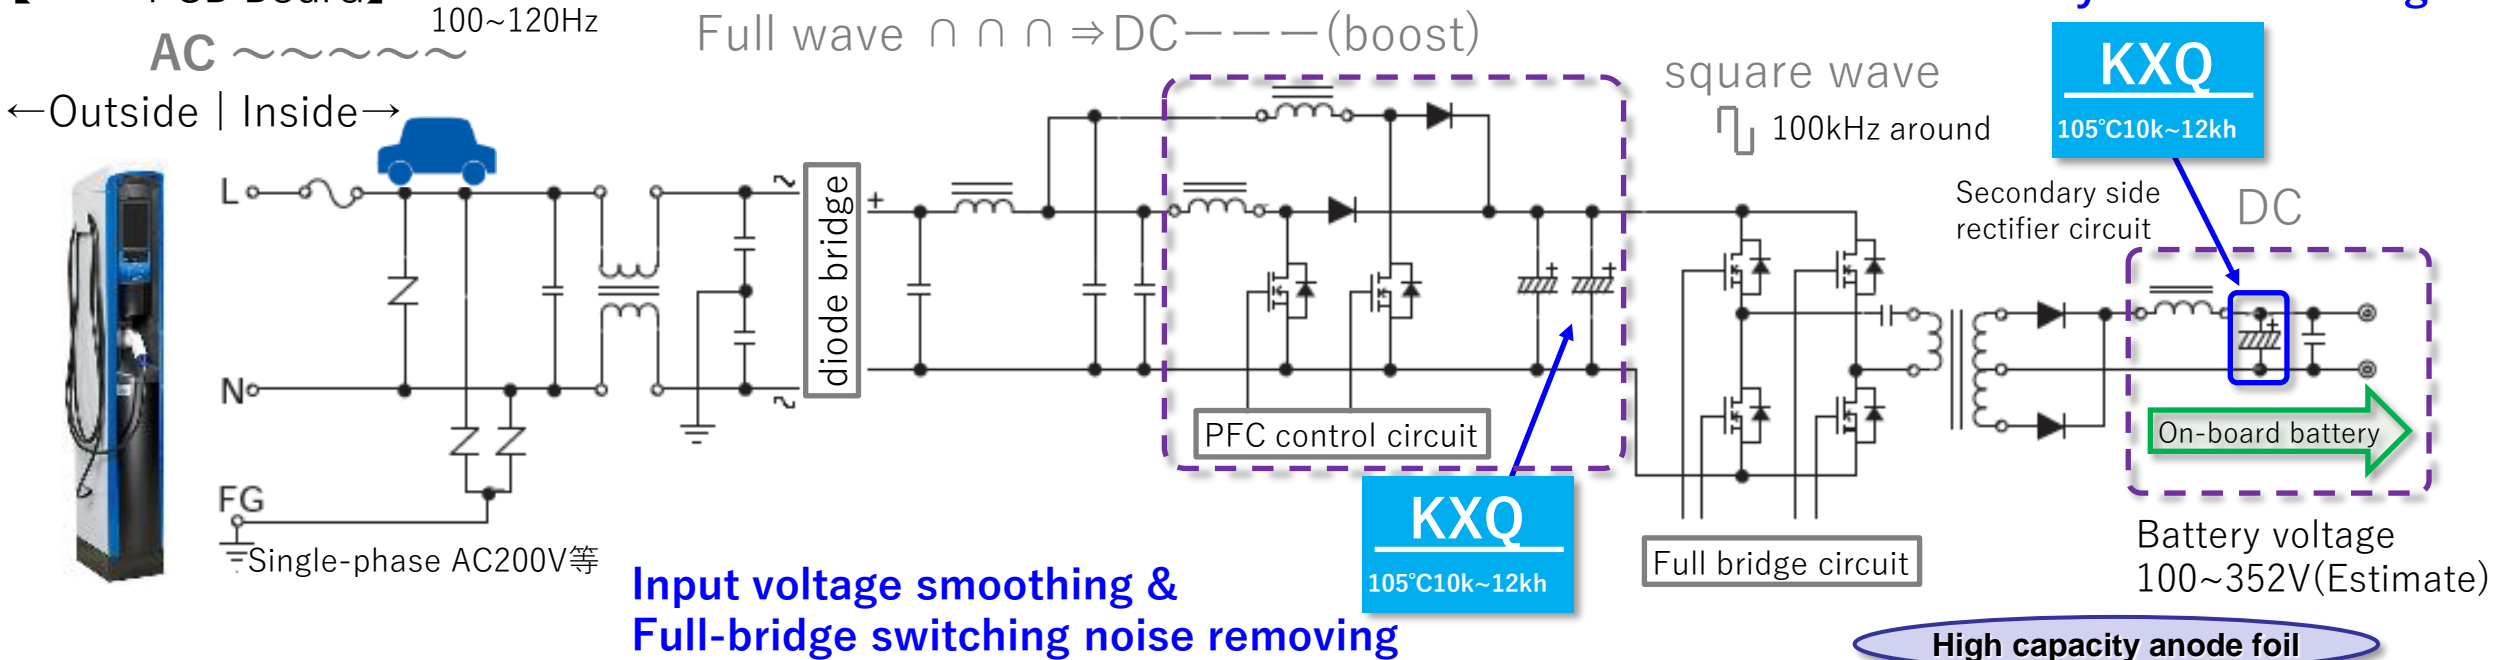 100~120Hz
AC ~~~~~
Full wave ∩ ∩ ∩ ⇒DC———(boost)
←Outside | Inside→
square wave
100kHz around
KXQ
105℃10k~12kh
Secondary side
rectifier circuit
DC
L
N
FG
diode bridge
+
+
+
+
PFC control circuit
On-board battery
KXQ
105℃10k~12kh
Single-phase AC200V等
Full bridge circuit
Battery voltage
100~352V(Estimate)
Input voltage smoothing &
Full-bridge switching noise removing
High capacity anode foil